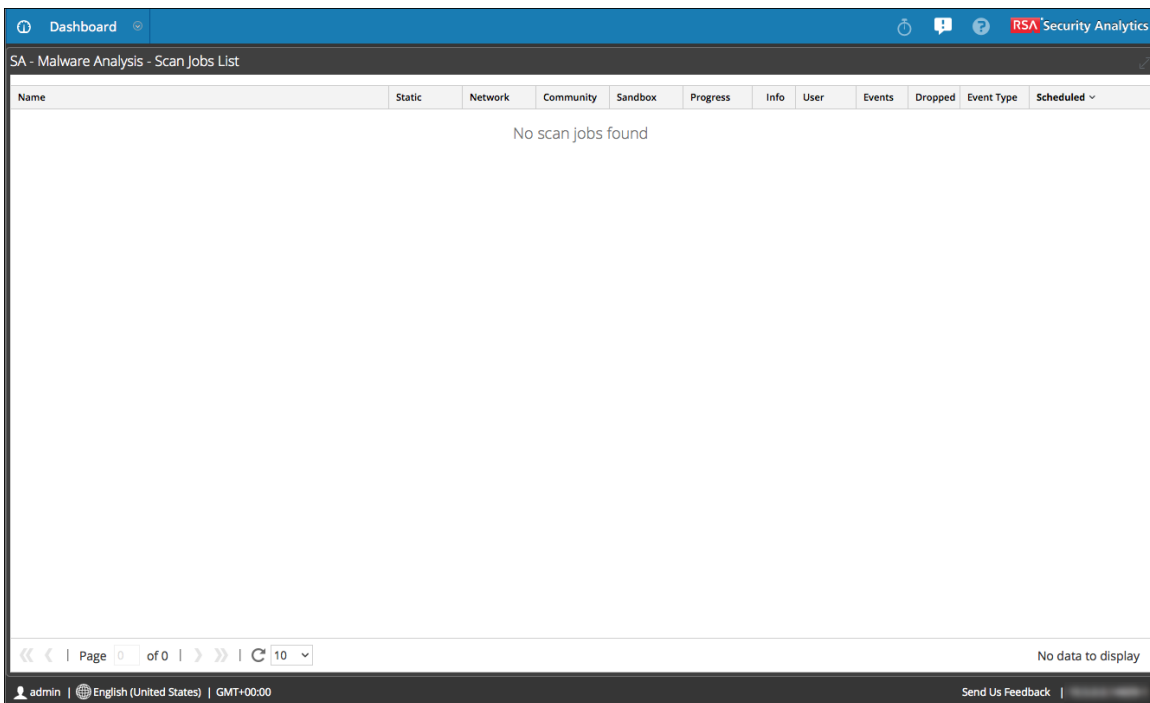 Dashboard RSA Security Analytics
SA - Malware Analysis - Scan Jobs List
Name Static Network Community Sandbox Progress Info User Events Dropped Event Type Scheduled
No scan jobs found
| Page 0 of 0 | | 10 No data to display
admin | English (United States) | GMT+00:00 Send Us Feedback |